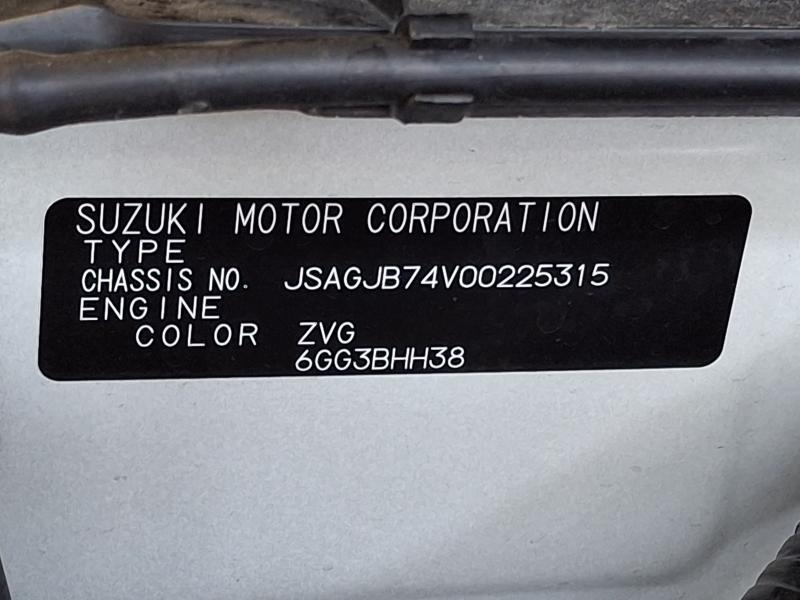 SUZUKI MOTOR CORPORATION
TYPE
CHASSIS NO. JSAGJB74V00225315
ENGINE
COLOR ZVG
6GG3BHH38